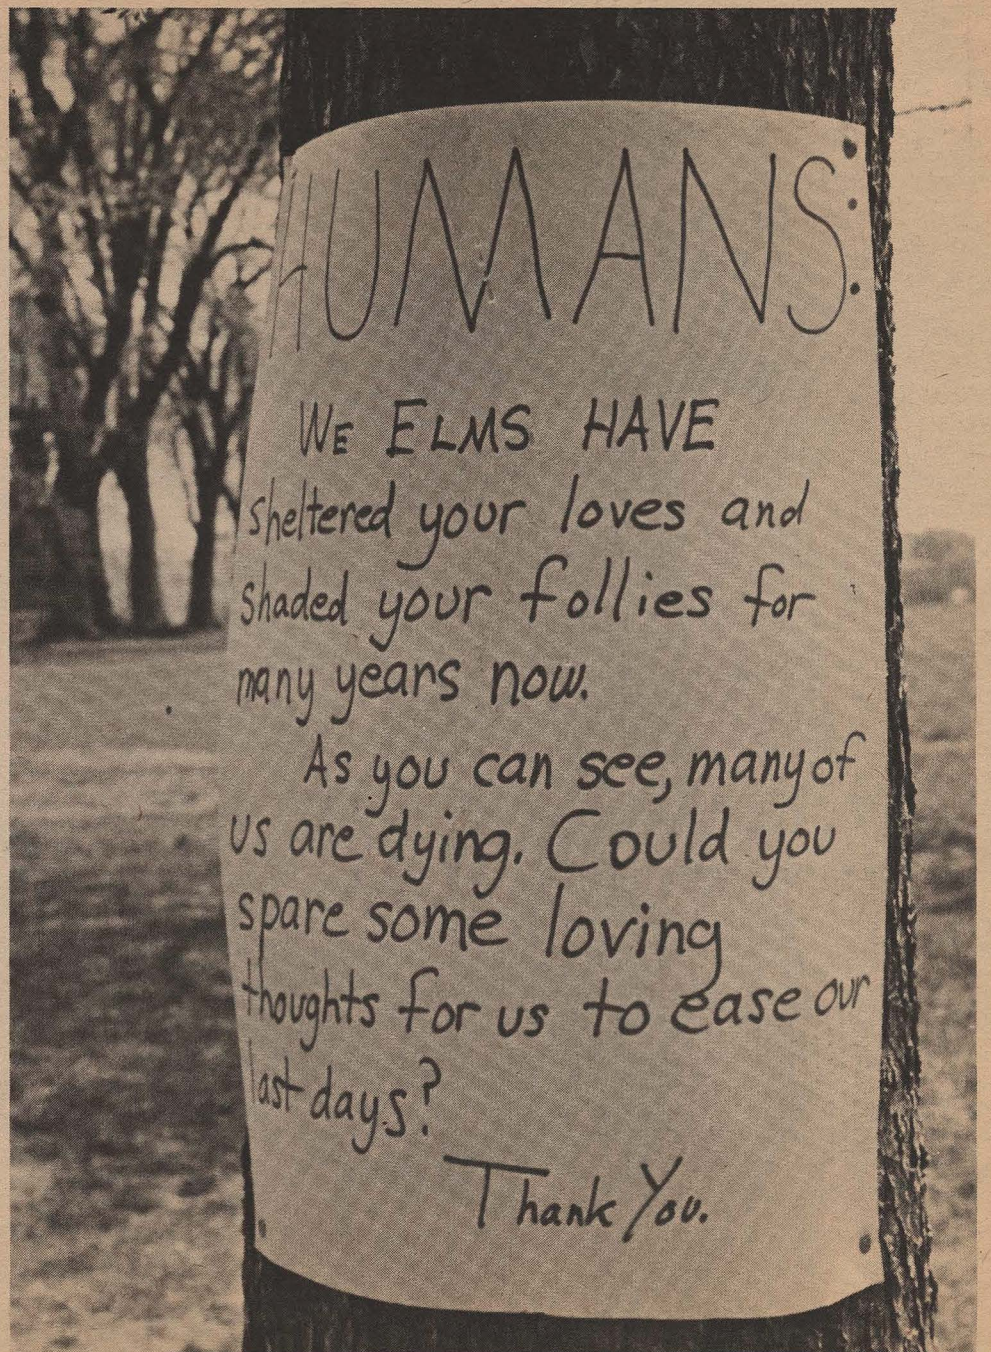 HUMANS:
WE ELMS HAVE
sheltered your loves and
shaded your follies for
many years now.
As you can see, many of
us are dying. Could you
spare some loving
thoughts for us to ease our
last days?
Thank You.